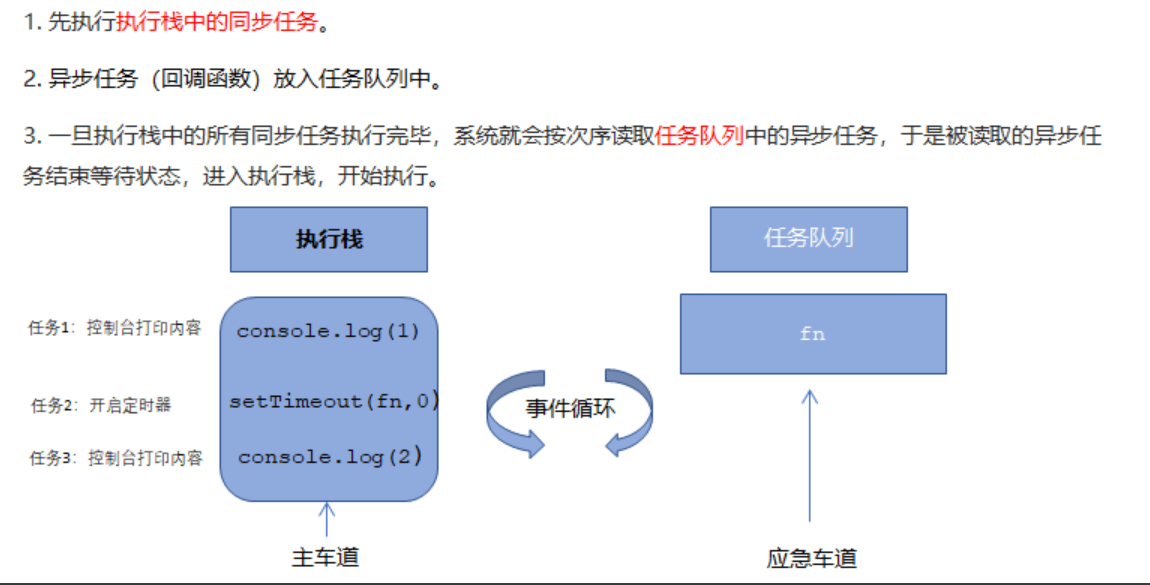 1. 先执行执行栈中的同步任务。
2. 异步任务（回调函数）放入任务队列中。
3. 一旦执行栈中的所有同步任务执行完毕，系统就会按次序读取任务队列中的异步任务，于是被读取的异步任
务结束等待状态，进入执行栈，开始执行。
执行栈
任务队列
任务1：控制台打印内容
console.log(1)
fn
任务2：开启定时器
setTimeout(fn,0)
事件循环
任务3：控制台打印内容
console.log(2)
主车道
应急车道